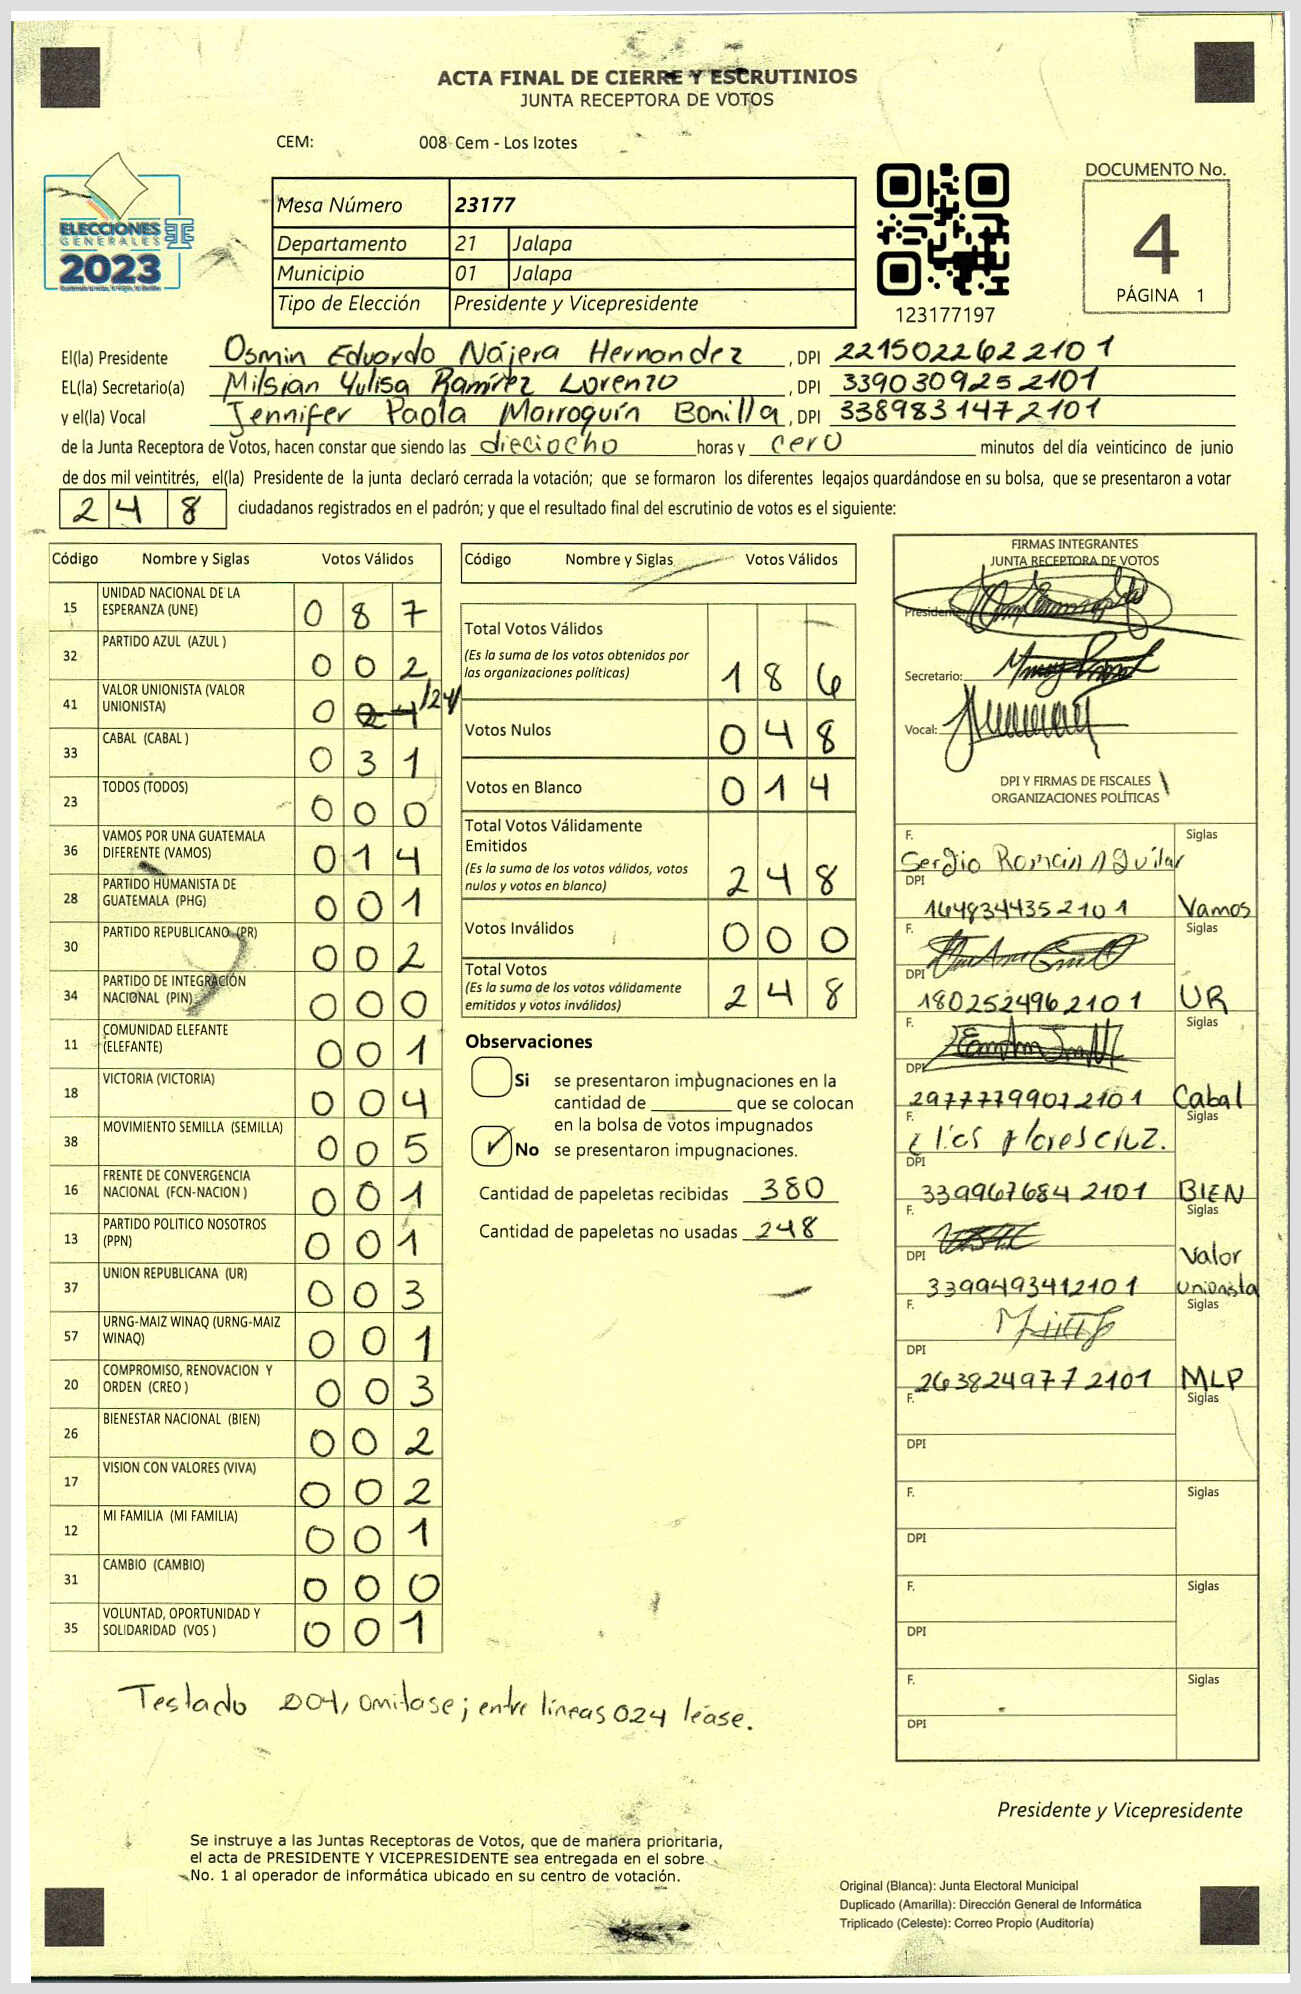 ACTA FINAL DE CIERRE Y ESCRUTINIOS
JUNTA RECEPTORA DE VOTOS
CEM: 008 Cem - Los Izotes
ELECCIONES
GENERALES
2023
Mesa Número 23177
Departamento 21 Jalapa
Municipio 01 Jalapa
Tipo de Elección Presidente y Vicepresidente
123177197
DOCUMENTO No.
4
PÁGINA 1
El(la) Presidente Osmin Eduardo Nájera Hernandez, DPI 2215022622101
EL(la) Secretario(a) Milsian Yulisa Ramírez Lorenzo, DPI 3390309252101
y el(la) Vocal Jennifer Paola Marroquín Bonilla, DPI 3389831472101
de la Junta Receptora de Votos, hacen constar que siendo las dieciocho horas y cero minutos del día veinticinco de junio
de dos mil veintitrés, el(la) Presidente de la junta declaró cerrada la votación; que se formaron los diferentes legajos guardándose en su bolsa, que se presentaron a votar
248 ciudadanos registrados en el padrón; y que el resultado final del escrutinio de votos es el siguiente:
Código Nombre y Siglas Votos Válidos
15 UNIDAD NACIONAL DE LA ESPERANZA (UNE) 0 8 7
32 PARTIDO AZUL (AZUL ) 0 0 2
41 VALOR UNIONISTA (VALOR UNIONISTA) 0 /24/
33 CABAL (CABAL ) 0 3 1
23 TODOS (TODOS) 0 0 0
36 VAMOS POR UNA GUATEMALA DIFERENTE (VAMOS) 0 1 4
28 PARTIDO HUMANISTA DE GUATEMALA (PHG) 0 0 1
30 PARTIDO REPUBLICANO (PR) 0 0 2
34 PARTIDO DE INTEGRACIÓN NACIONAL (PIN) 0 0 0
11 COMUNIDAD ELEFANTE (ELEFANTE) 0 0 1
18 VICTORIA (VICTORIA) 0 0 4
38 MOVIMIENTO SEMILLA (SEMILLA) 0 0 5
16 FRENTE DE CONVERGENCIA NACIONAL (FCN-NACION ) 0 0 1
13 PARTIDO POLITICO NOSOTROS (PPN) 0 0 1
37 UNION REPUBLICANA (UR) 0 0 3
57 URNG-MAIZ WINAQ (URNG-MAIZ WINAQ) 0 0 1
20 COMPROMISO, RENOVACION Y ORDEN (CREO ) 0 0 3
26 BIENESTAR NACIONAL (BIEN) 0 0 2
17 VISION CON VALORES (VIVA) 0 0 2
12 MI FAMILIA (MI FAMILIA) 0 0 1
31 CAMBIO (CAMBIO) 0 0 0
35 VOLUNTAD, OPORTUNIDAD Y SOLIDARIDAD (VOS ) 0 0 1
Código Nombre y Siglas Votos Válidos
Total Votos Válidos
(Es la suma de los votos obtenidos por
las organizaciones políticas) 1 8 6
Votos Nulos 0 4 8
Votos en Blanco 0 1 4
Total Votos Válidamente
Emitidos
(Es la suma de los votos válidos, votos
nulos y votos en blanco) 2 4 8
Votos Inválidos 0 0 0
Total Votos
(Es la suma de los votos válidamente
emitidos y votos inválidos) 2 4 8
Observaciones
Si se presentaron impugnaciones en la
cantidad de ________ que se colocan
en la bolsa de votos impugnados
No se presentaron impugnaciones.
Cantidad de papeletas recibidas 380
Cantidad de papeletas no usadas 248
FIRMAS INTEGRANTES
JUNTA RECEPTORA DE VOTOS
Presidente:
Secretario:
Vocal:
DPI Y FIRMAS DE FISCALES
ORGANIZACIONES POLÍTICAS
F. Sergio Roman Aguilar Siglas
DPI 1648344352101 Vamos
F. Siglas
DPI 1802524962101 UR
F. Siglas
DPI 29777799072101 Cabal
F. Elias Flores Cruz. Siglas
DPI 3399676842101 BIEN
F. Siglas
DPI 3399493412101 Valor Unionista
F. Siglas
DPI 2638249772101 MLP
F. Siglas
DPI
F. Siglas
DPI
F. Siglas
DPI
F. Siglas
DPI
Testado 004, omitase; entre líneas 024 léase.
Presidente y Vicepresidente
Se instruye a las Juntas Receptoras de Votos, que de manera prioritaria,
el acta de PRESIDENTE Y VICEPRESIDENTE sea entregada en el sobre
No. 1 al operador de informática ubicado en su centro de votación.
Original (Blanca): Junta Electoral Municipal
Duplicado (Amarilla): Dirección General de Informática
Triplicado (Celeste): Correo Propio (Auditoría)